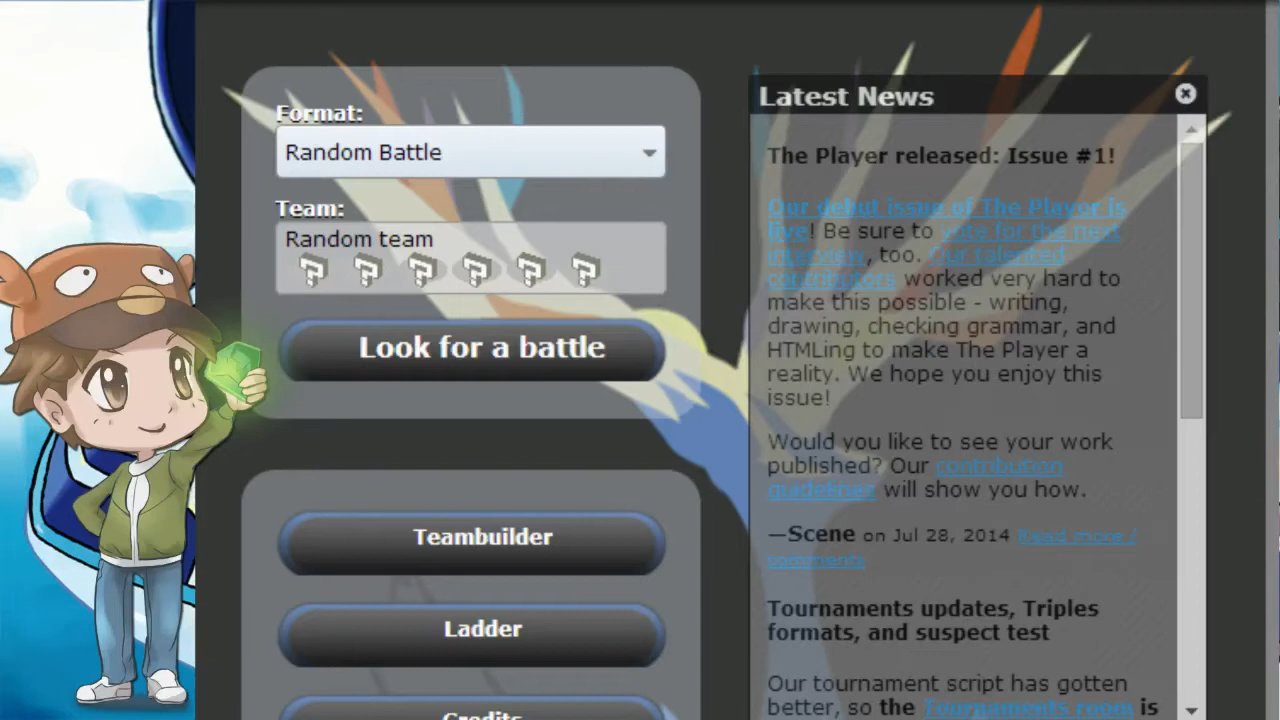 Format:
Random Battle
Team:
Random team
Look for a battle
Teambuilder
Ladder
Credits
Latest News
The Player released: Issue #1!
Our debut issue of The Player is
live! Be sure to vote for the next
interview, too. Our talented
contributors worked very hard to
make this possible - writing,
drawing, checking grammar, and
HTMLing to make The Player a
reality. We hope you enjoy this
issue!
Would you like to see your work
published? Our contribution
guidelines will show you how.
—Scene on Jul 28, 2014 Read more /
comments
Tournaments updates, Triples
formats, and suspect test
Our tournament script has gotten
better, so the Tournaments room is